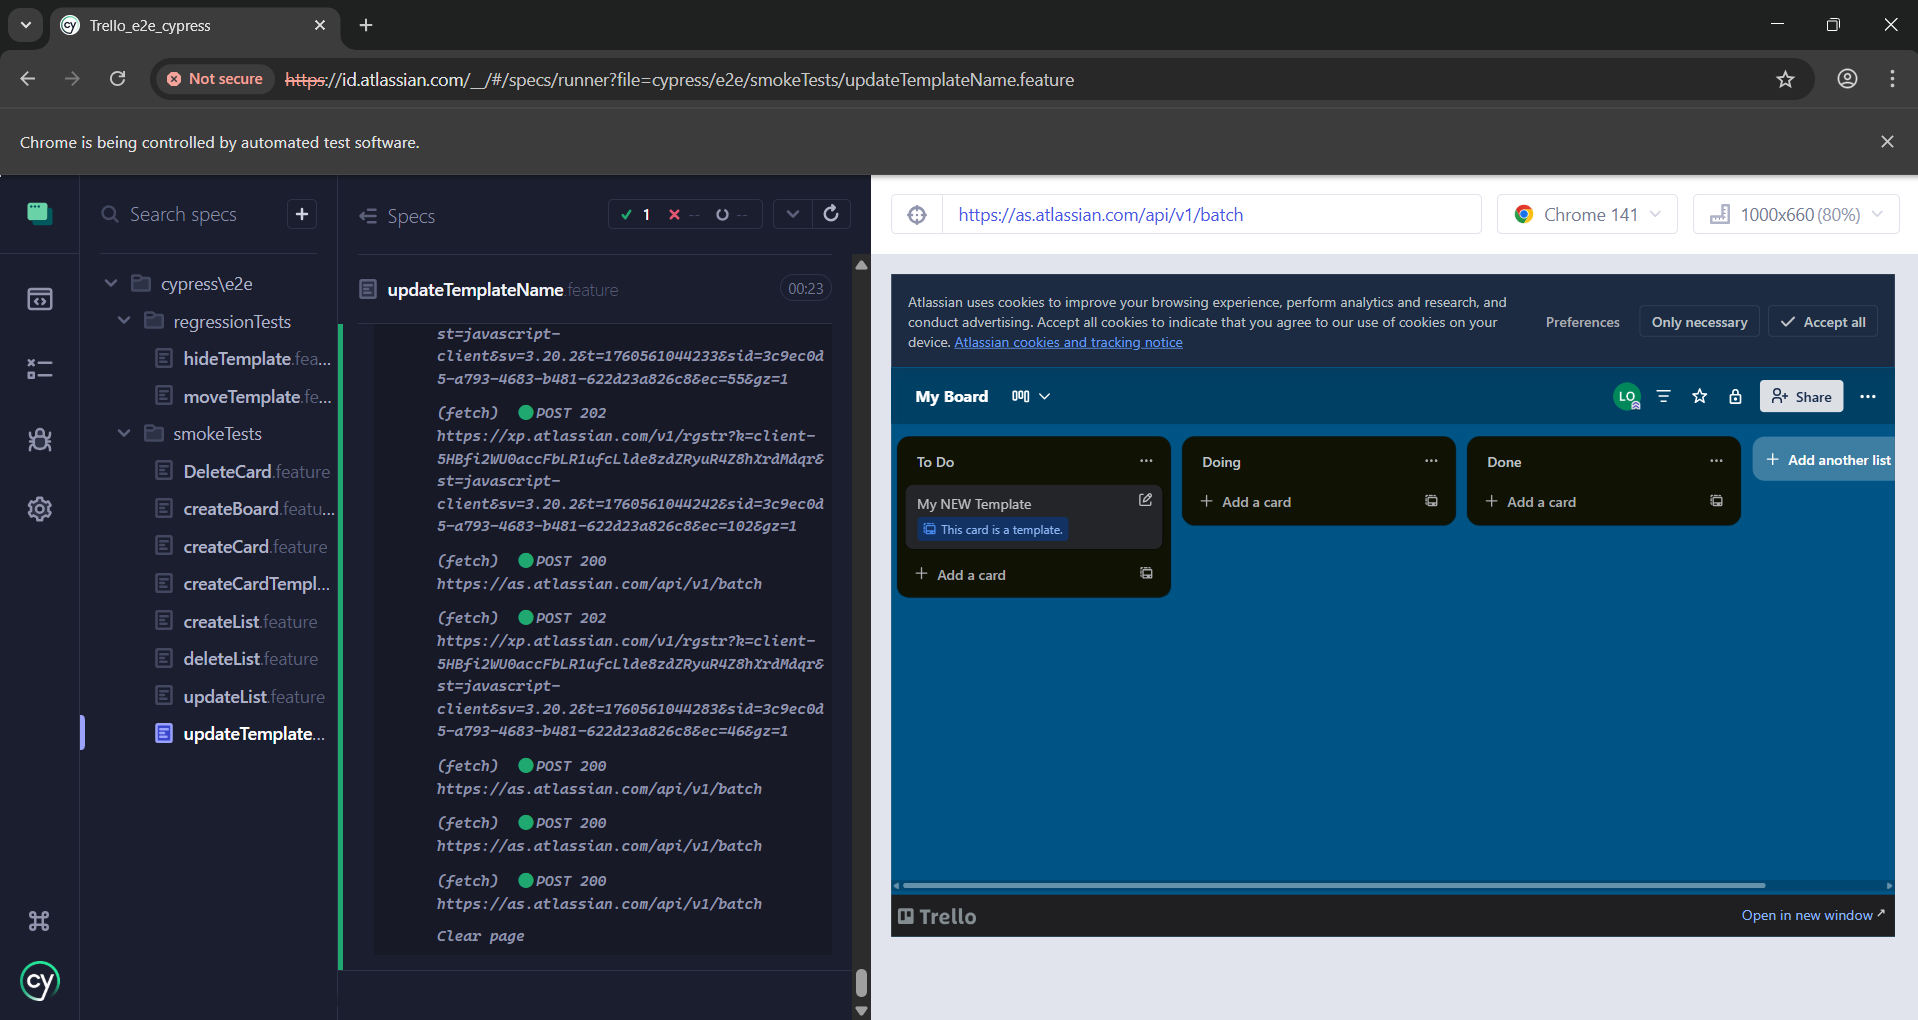 Trello_e2e_cypress
Not secure https://id.atlassian.com/__/#/specs/runner?file=cypress/e2e/smokeTests/updateTemplateName.feature
Chrome is being controlled by automated test software.
Search specs
cypress\e2e
regressionTests
hideTemplate.fea...
moveTemplate.fe...
smokeTests
DeleteCard.feature
createBoard.featu...
createCard.feature
createCardTempl...
createList.feature
deleteList.feature
updateList.feature
updateTemplate...
cy
Specs
1 -- --
updateTemplateName.feature 00:23
st=javascript-
client&sv=3.20.2&t=1760561044233&sid=3c9ec0d
5-a793-4683-b481-622d23a826c8&ec=55&gz=1
(fetch) POST 202
https://xp.atlassian.com/v1/rgstr?k=client-
5HBfi2WU0accFbLR1ufcLlde8zdZRyuR4Z8hXrdMdqr&
st=javascript-
client&sv=3.20.2&t=1760561044242&sid=3c9ec0d
5-a793-4683-b481-622d23a826c8&ec=102&gz=1
(fetch) POST 200
https://as.atlassian.com/api/v1/batch
(fetch) POST 202
https://xp.atlassian.com/v1/rgstr?k=client-
5HBfi2WU0accFbLR1ufcLlde8zdZRyuR4Z8hXrdMdqr&
st=javascript-
client&sv=3.20.2&t=1760561044283&sid=3c9ec0d
5-a793-4683-b481-622d23a826c8&ec=46&gz=1
(fetch) POST 200
https://as.atlassian.com/api/v1/batch
(fetch) POST 200
https://as.atlassian.com/api/v1/batch
(fetch) POST 200
https://as.atlassian.com/api/v1/batch
Clear page
https://as.atlassian.com/api/v1/batch
Chrome 141
1000x660 (80%)
Atlassian uses cookies to improve your browsing experience, perform analytics and research, and
conduct advertising. Accept all cookies to indicate that you agree to our use of cookies on your
device. Atlassian cookies and tracking notice
Preferences
Only necessary
Accept all
My Board
LO
Share
To Do
My NEW Template
This card is a template.
Add a card
Doing
Add a card
Done
Add a card
Add another list
Trello
Open in new window